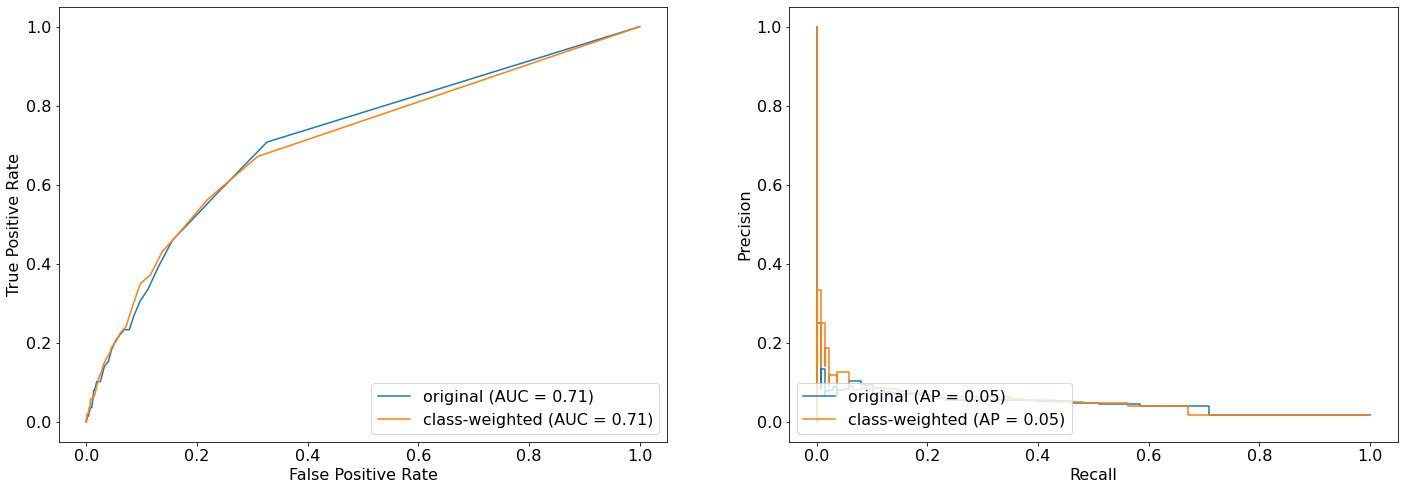 1.0
0.8
0.6
0.4
0.2
0.0
True Positive Rate
0.0 0.2 0.4 0.6 0.8 1.0
False Positive Rate
original (AUC = 0.71)
class-weighted (AUC = 0.71)
1.0
0.8
0.6
0.4
0.2
0.0
Precision
0.0 0.2 0.4 0.6 0.8 1.0
Recall
original (AP = 0.05)
class-weighted (AP = 0.05)